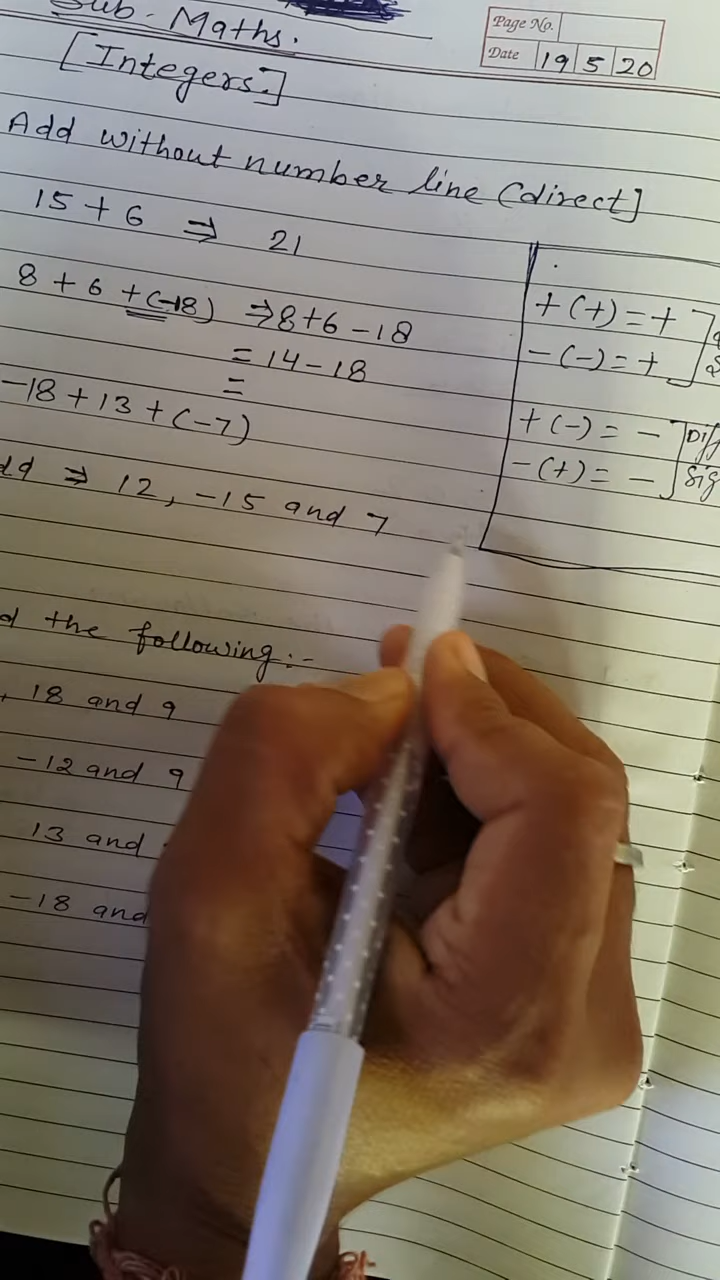 Sub - Maths.
Page No.
Date 19 5 20
[Integers]
Add without number line (direct]
15 + 6 ⇒ 21
8 + 6 + (-18) ⇒ 8+6-18
= 14-18
=
-18 + 13 + (-7)
⇒ 12, -15 and 7
+ (+) = +
- (-) = +
+ (-) = -
- (+) = -
the following :-
18 and 9
-12 and 9
13 and
-18 and